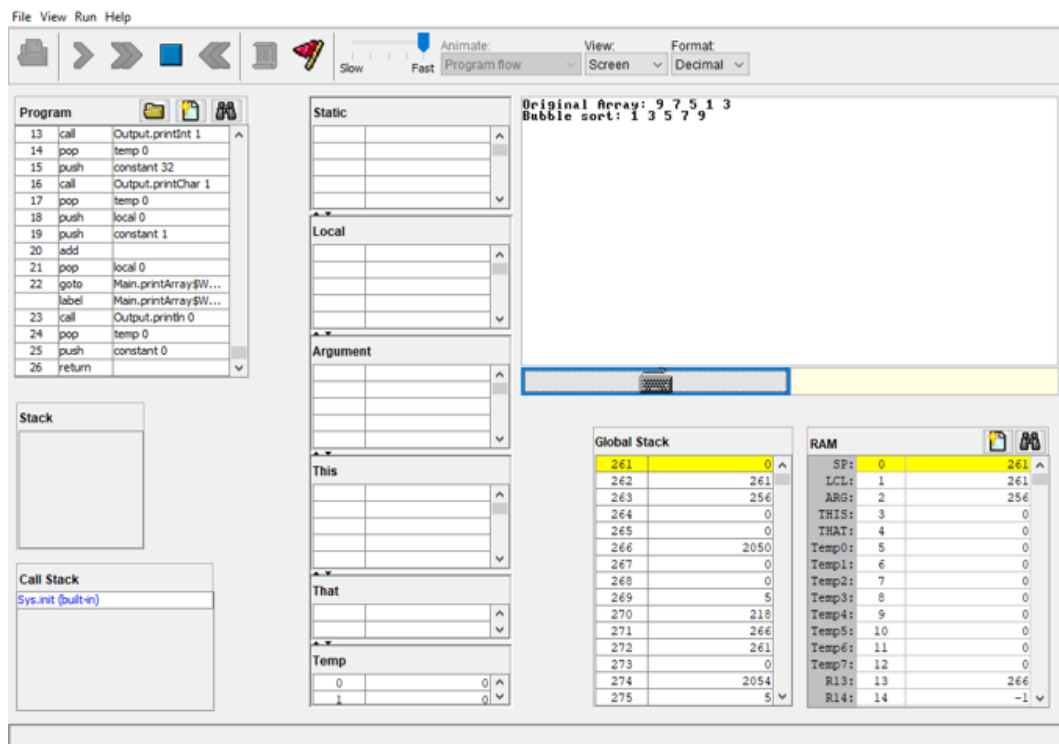 File View Run Help
Slow Fast
Animate:
Program flow
View:
Screen
Format:
Decimal
Program
13 call Output.printInt 1
14 pop temp 0
15 push constant 32
16 call Output.printChar 1
17 pop temp 0
18 push local 0
19 push constant 1
20 add
21 pop local 0
22 goto Main.printArray$W...
label Main.printArray$W...
23 call Output.println 0
24 pop temp 0
25 push constant 0
26 return
Stack
Call Stack
Sys.init (built-in)
Static
Local
Argument
This
That
Temp
0 0
1 0
Original Array: 9 7 5 1 3
Bubble sort: 1 3 5 7 9
Global Stack
261 0
262 261
263 256
264 0
265 0
266 2050
267 0
268 0
269 5
270 218
271 266
272 261
273 0
274 2054
275 5
RAM
SP: 0 261
LCL: 1 261
ARG: 2 256
THIS: 3 0
THAT: 4 0
Temp0: 5 0
Temp1: 6 0
Temp2: 7 0
Temp3: 8 0
Temp4: 9 0
Temp5: 10 0
Temp6: 11 0
Temp7: 12 0
R13: 13 266
R14: 14 -1